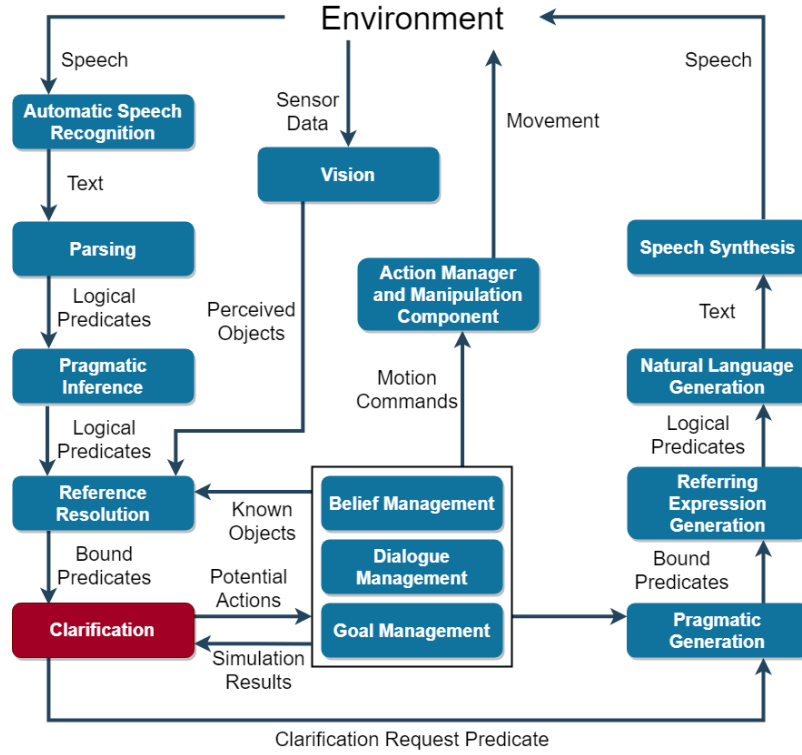 Environment
Speech
Sensor
Data
Movement
Speech
Automatic Speech
Recognition
Text
Vision
Parsing
Speech Synthesis
Logical
Predicates
Perceived
Objects
Action Manager
and Manipulation
Component
Text
Pragmatic
Inference
Motion
Commands
Natural Language
Generation
Logical
Predicates
Logical
Predicates
Reference
Resolution
Known
Objects
Belief Management
Referring
Expression
Generation
Bound
Predicates
Potential
Actions
Dialogue
Management
Bound
Predicates
Clarification
Simulation
Results
Goal Management
Pragmatic
Generation
Clarification Request Predicate